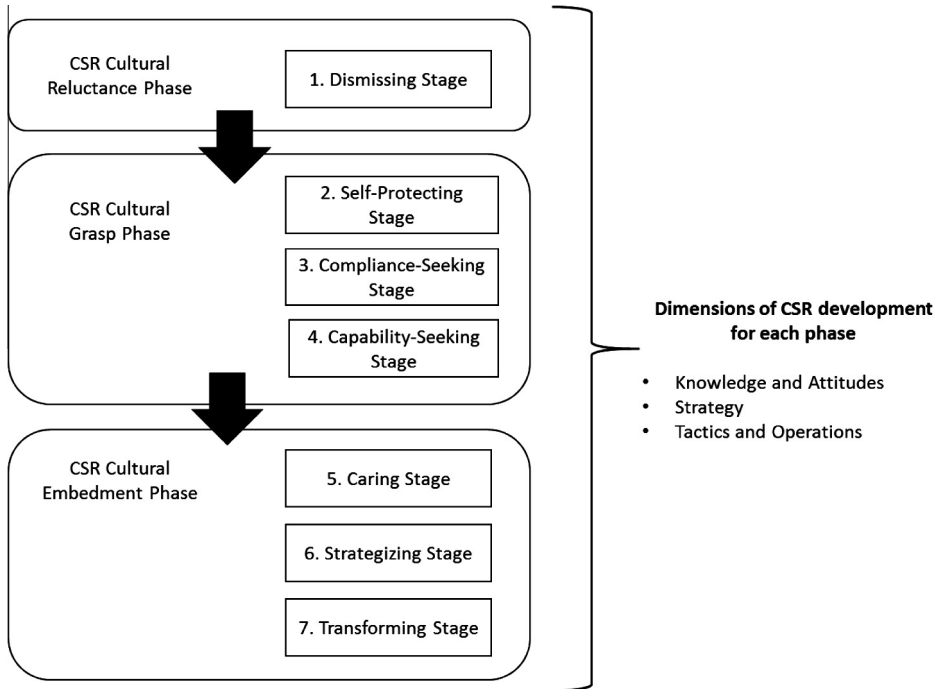 CSR Cultural
Reluctance Phase
1. Dismissing Stage
CSR Cultural
Grasp Phase
2. Self-Protecting
Stage
3. Compliance-Seeking
Stage
4. Capability-Seeking
Stage
CSR Cultural
Embedment Phase
5. Caring Stage
6. Strategizing Stage
7. Transforming Stage
Dimensions of CSR development
for each phase
• Knowledge and Attitudes
• Strategy
• Tactics and Operations